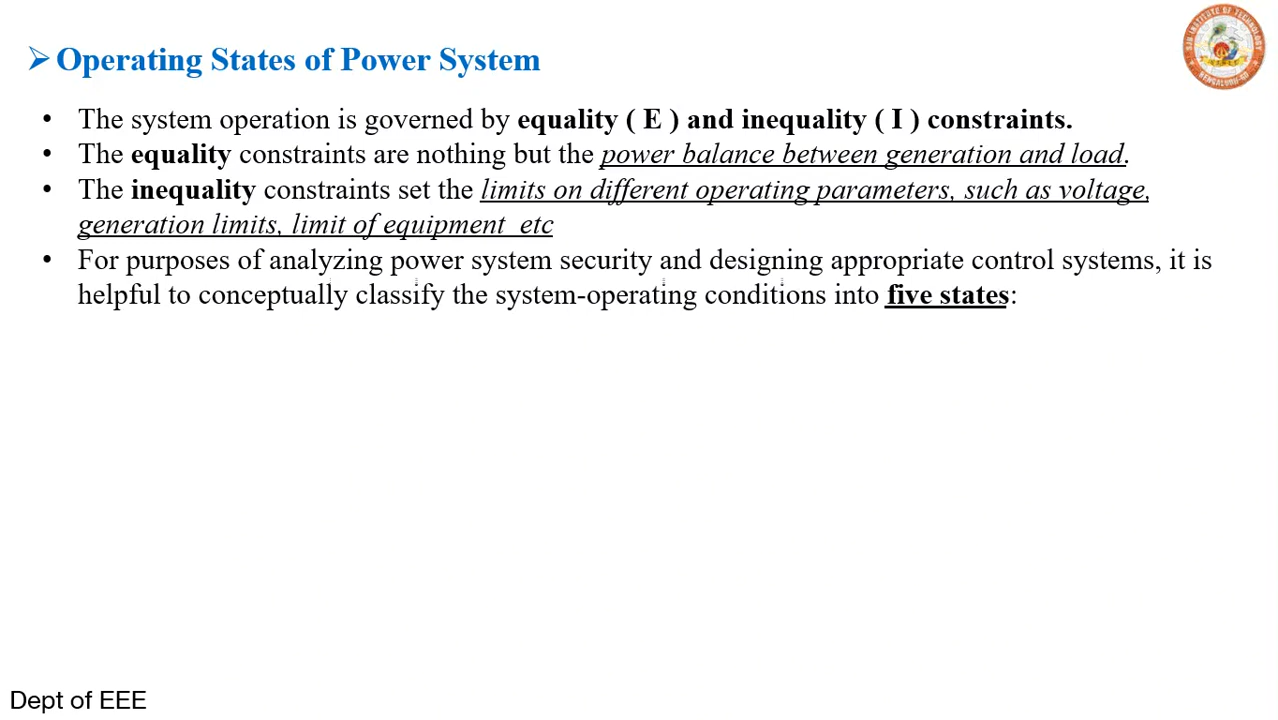 ➢ Operating States of Power System
• The system operation is governed by equality ( E ) and inequality ( I ) constraints.
• The equality constraints are nothing but the power balance between generation and load.
• The inequality constraints set the limits on different operating parameters, such as voltage,
generation limits, limit of equipment etc
• For purposes of analyzing power system security and designing appropriate control systems, it is
helpful to conceptually classify the system-operating conditions into five states:
Dept of EEE